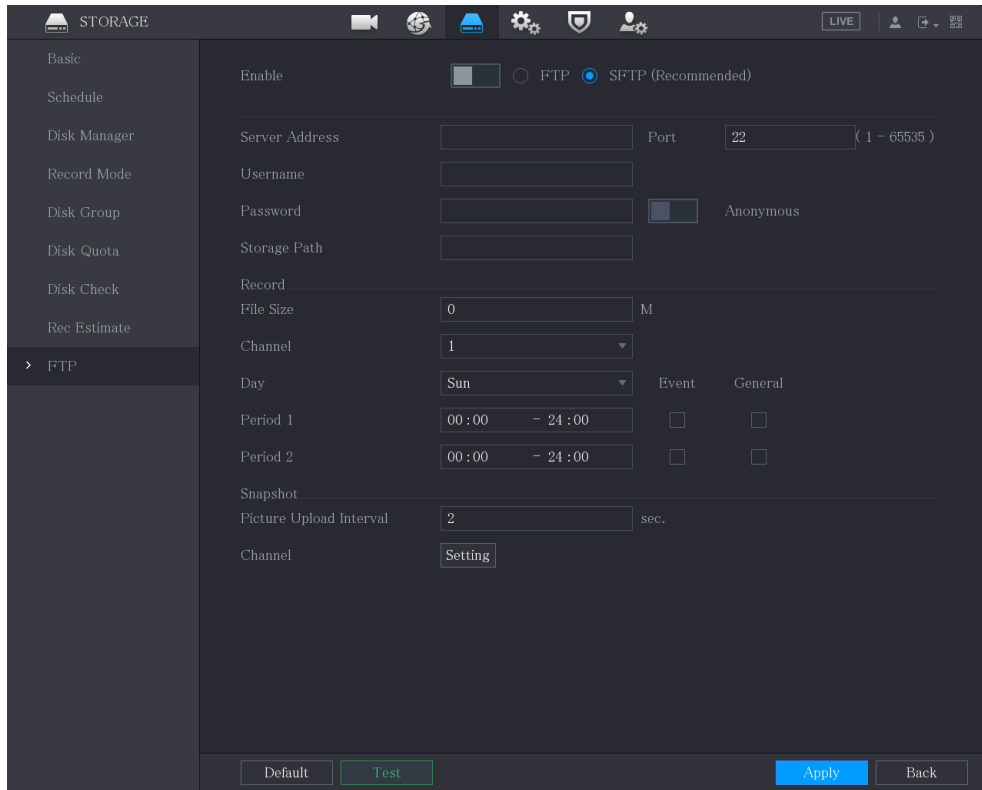 STORAGE LIVE
Basic
Schedule
Disk Manager
Record Mode
Disk Group
Disk Quota
Disk Check
Rec Estimate
FTP
Enable FTP SFTP (Recommended)
Server Address Port 22 ( 1 - 65535 )
Username
Password Anonymous
Storage Path
Record
File Size 0 M
Channel 1
Day Sun Event General
Period 1 00:00 - 24:00
Period 2 00:00 - 24:00
Snapshot
Picture Upload Interval 2 sec.
Channel Setting
Default Test Apply Back